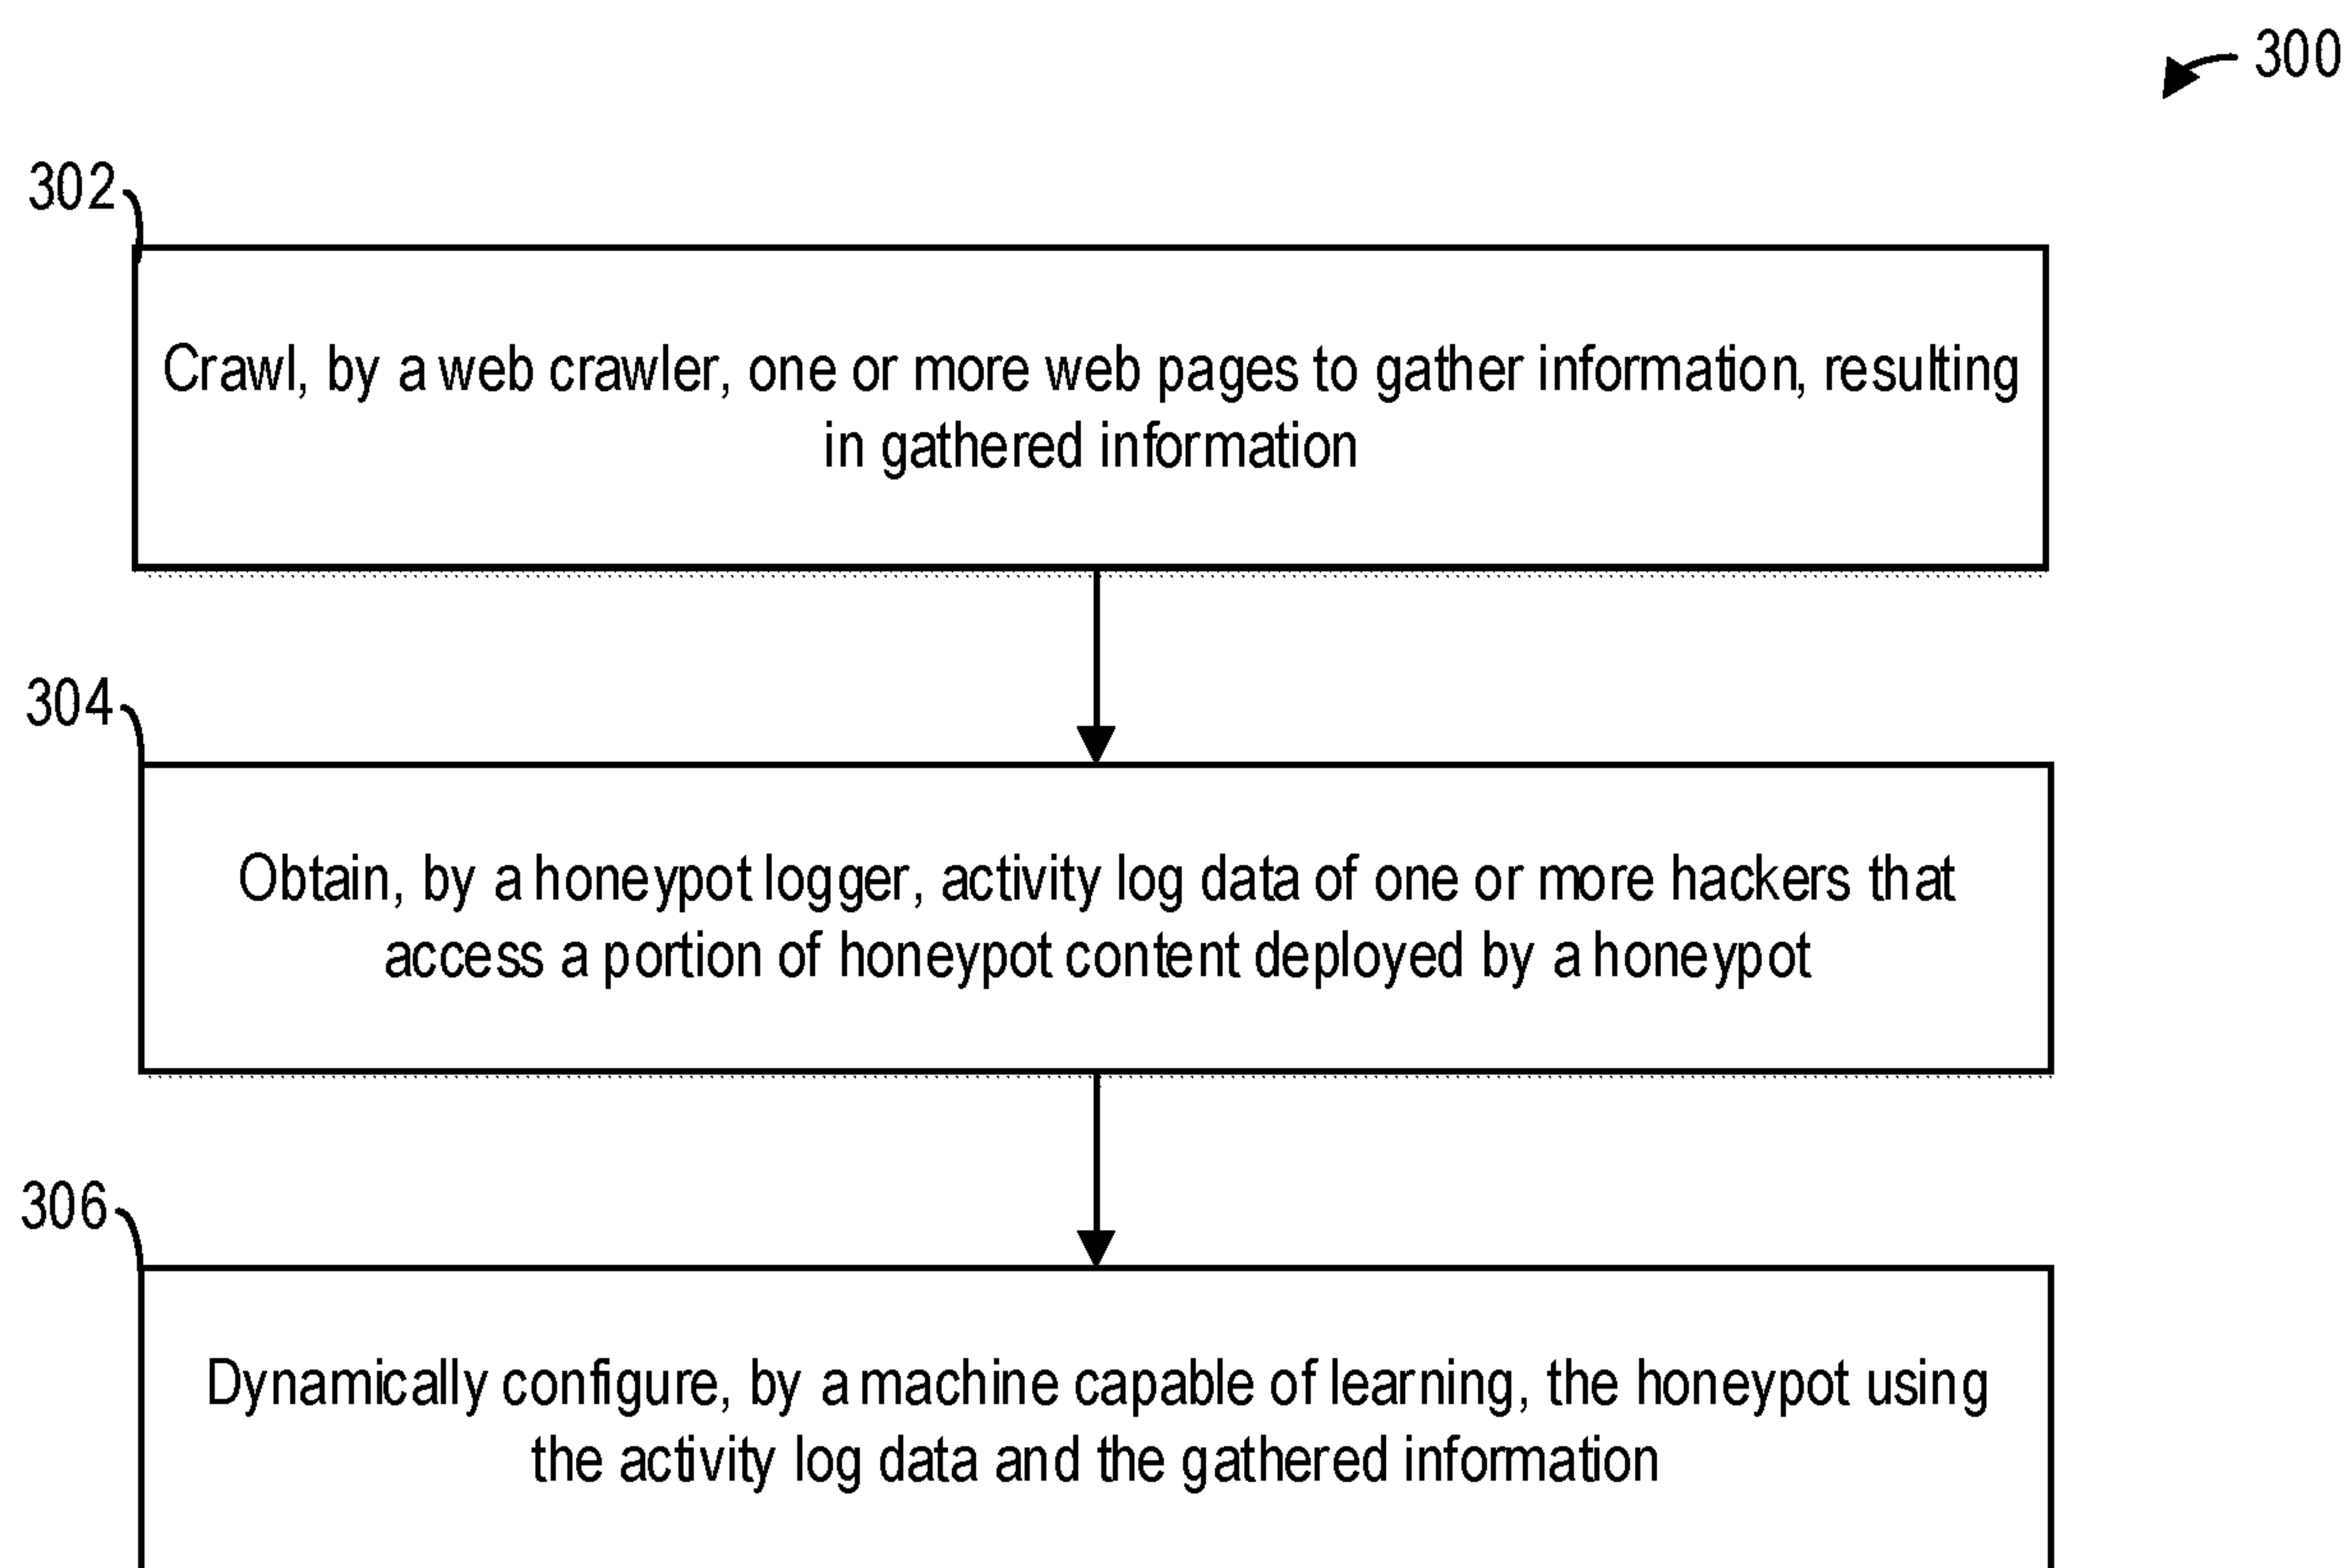 300
302
Crawl, by a web crawler, one or more web pages to gather information, resulting
in gathered information
304
Obtain, by a honeypot logger, activity log data of one or more hackers that
access a portion of honeypot content deployed by a honeypot
306
Dynamically configure, by a machine capable of learning, the honeypot using
the activity log data and the gathered information